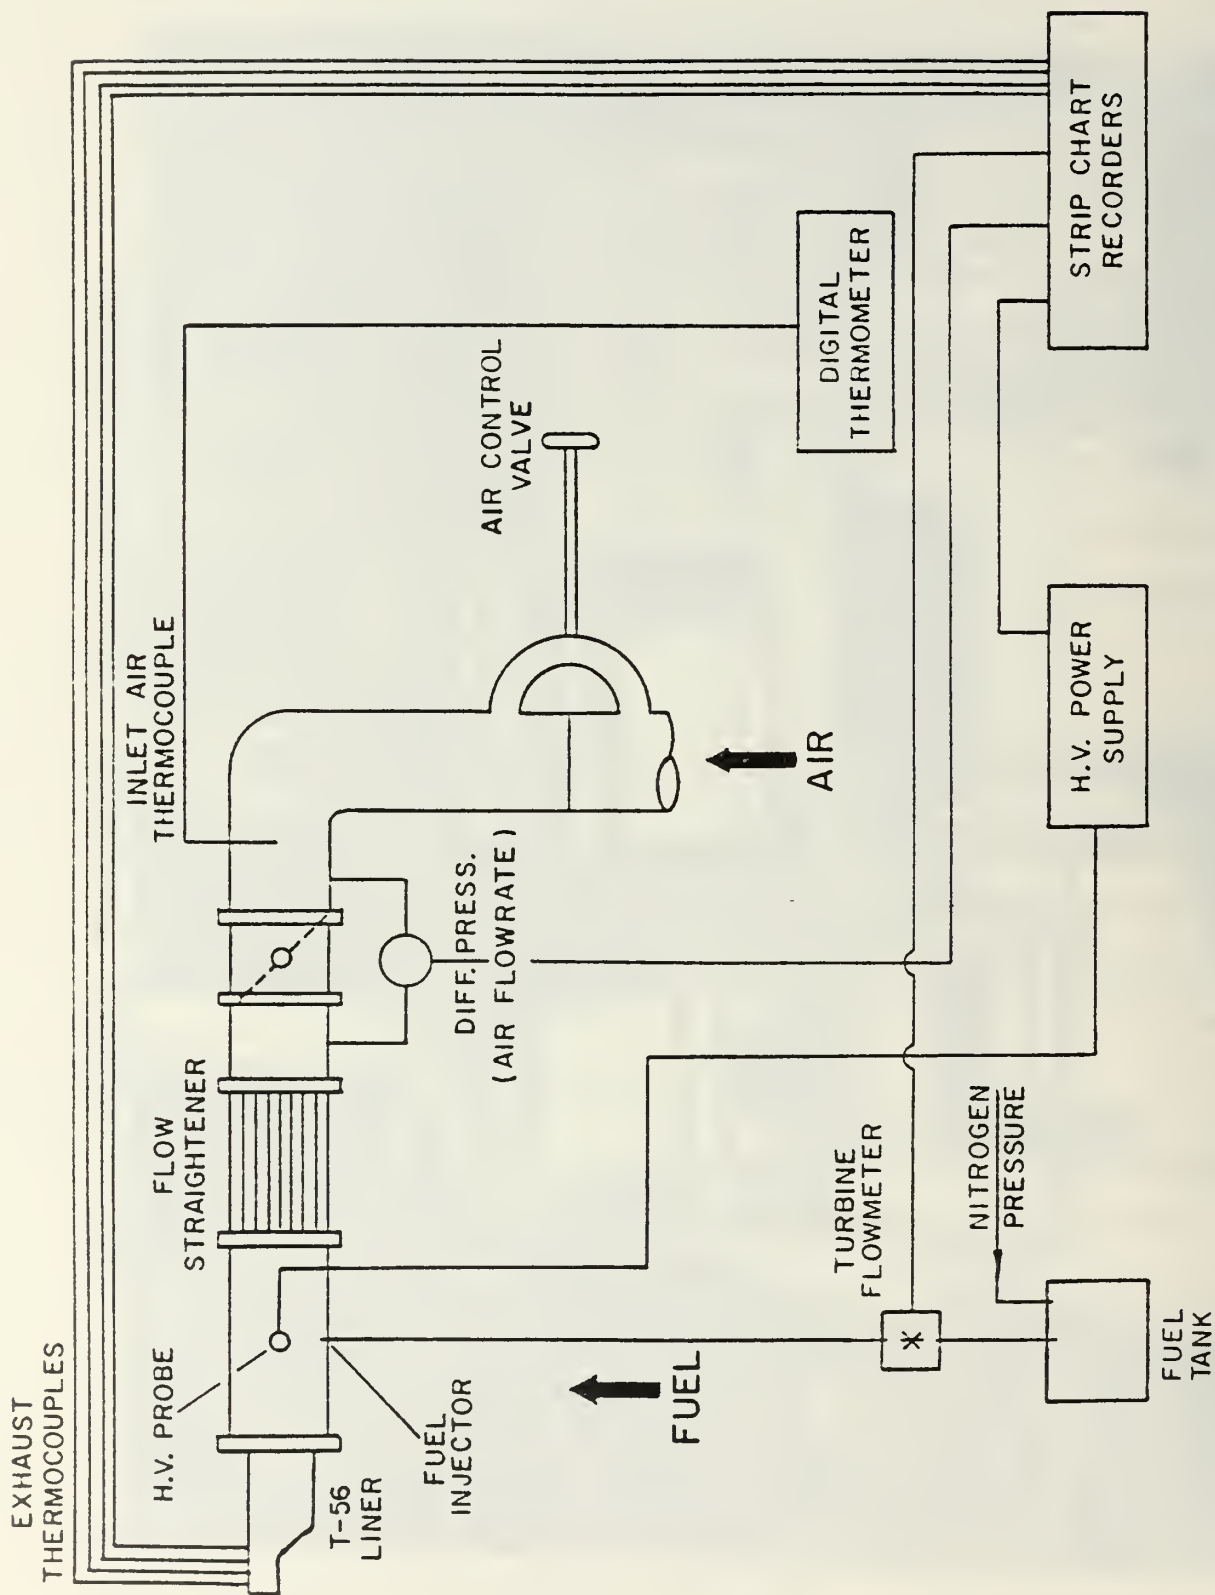 EXHAUST
THERMOCOUPLES
H.V. PROBE
FLOW
STRAIGHTENER
INLET AIR
THERMOCOUPLE
T-56
LINER
FUEL
INJECTOR
DIFF. PRESS.
(AIR FLOWRATE)
AIR CONTROL
VALVE
FUEL
AIR
TURBINE
FLOWMETER
DIGITAL
THERMOMETER
NITROGEN
PRESSURE
FUEL
TANK
H.V. POWER
SUPPLY
STRIP CHART
RECORDERS